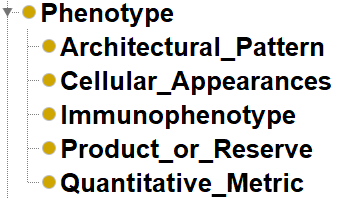 Phenotype
Architectural_Pattern
Cellular_Appearances
Immunophenotype
Product_or_Reserve
Quantitative_Metric